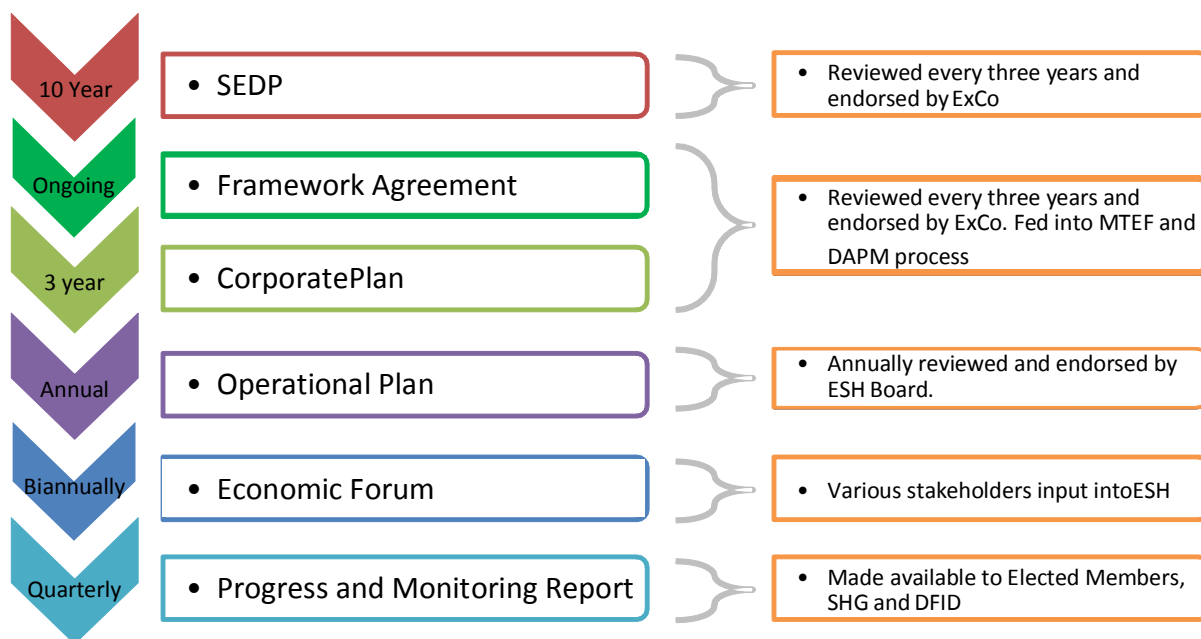 10 Year
• SEDP
• Reviewed every three years and
endorsed by ExCo
Ongoing
• Framework Agreement
3 year
• CorporatePlan
• Reviewed every three years and
endorsed by ExCo. Fed into MTEF and
DAPM process
Annual
• Operational Plan
• Annually reviewed and endorsed by
ESH Board.
Biannually
• Economic Forum
• Various stakeholders input intoESH
Quarterly
• Progress and Monitoring Report
• Made available to Elected Members,
SHG and DFID